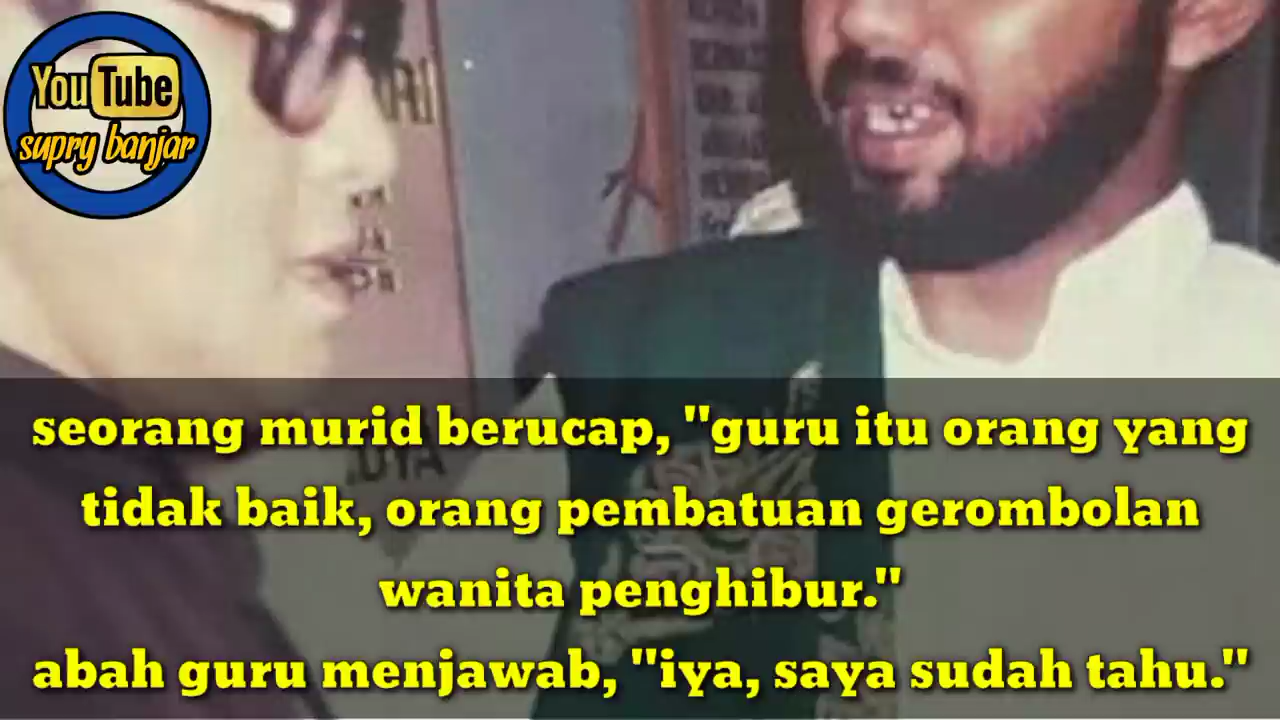 YouTube
supry banjar
seorang murid berucap, "guru itu orang yang
tidak baik, orang pembatuan gerombolan
wanita penghibur."
abah guru menjawab, "iya, saya sudah tahu."